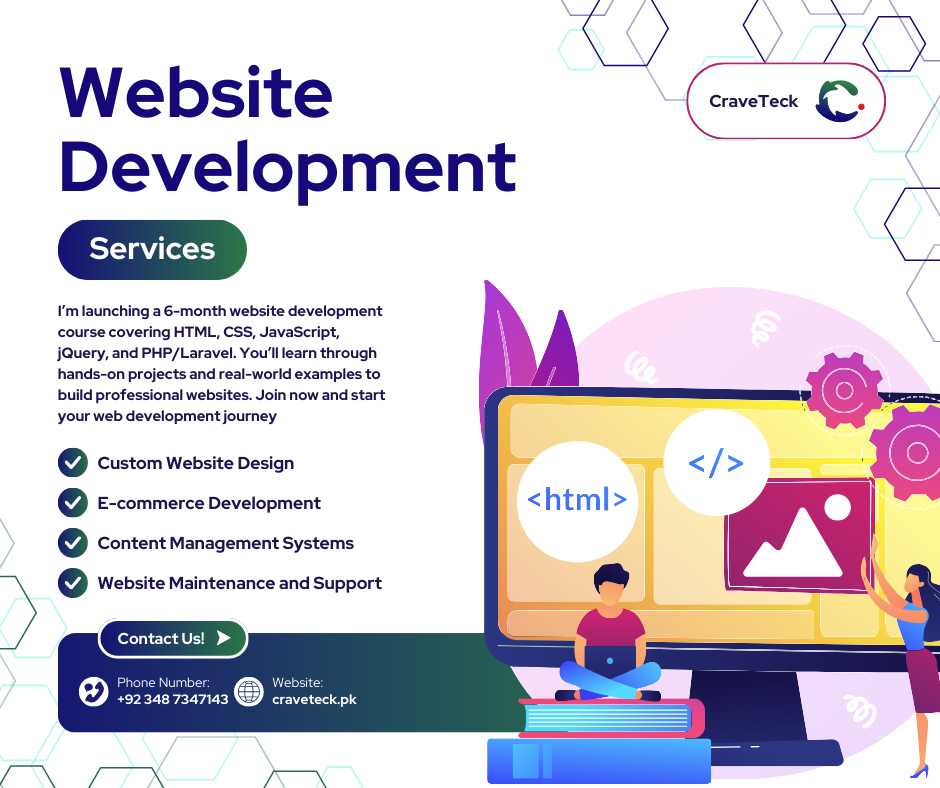 Website
Development
CraveTeck
Services
I’m launching a 6-month website development
course covering HTML, CSS, JavaScript,
jQuery, and PHP/Laravel. You’ll learn through
hands-on projects and real-world examples to
build professional websites. Join now and start
your web development journey
Custom Website Design
E-commerce Development
Content Management Systems
Website Maintenance and Support
<html>
</>
Contact Us!
Phone Number:
+92 348 7347143
Website:
craveteck.pk